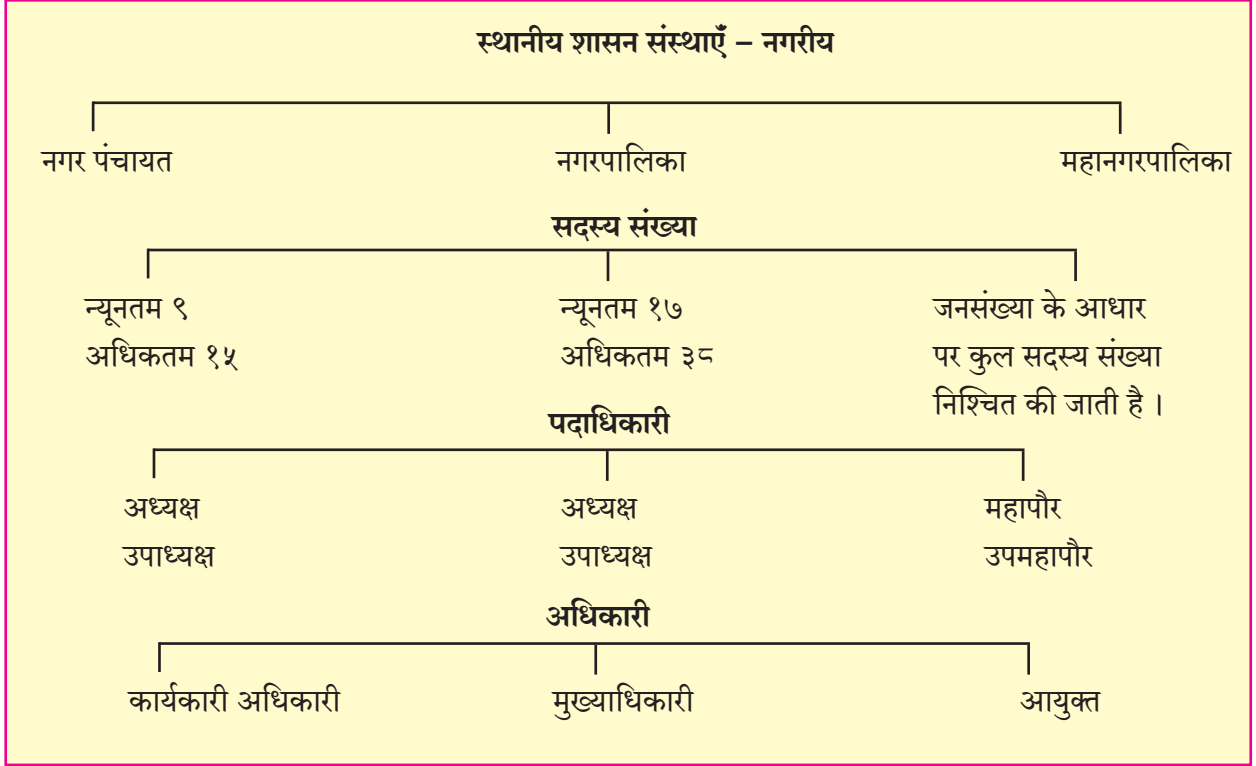 स्थानीय शासन संस्थाएँ – नगरीय
नगर पंचायत नगरपालिका महानगरपालिका
सदस्य संख्या
न्यूनतम ९ न्यूनतम १७ जनसंख्या के आधार
अधिकतम १५ अधिकतम ३८ पर कुल सदस्य संख्या
निश्चित की जाती है ।
पदाधिकारी
अध्यक्ष अध्यक्ष महापौर
उपाध्यक्ष उपाध्यक्ष उपमहापौर
अधिकारी
कार्यकारी अधिकारी मुख्याधिकारी आयुक्त